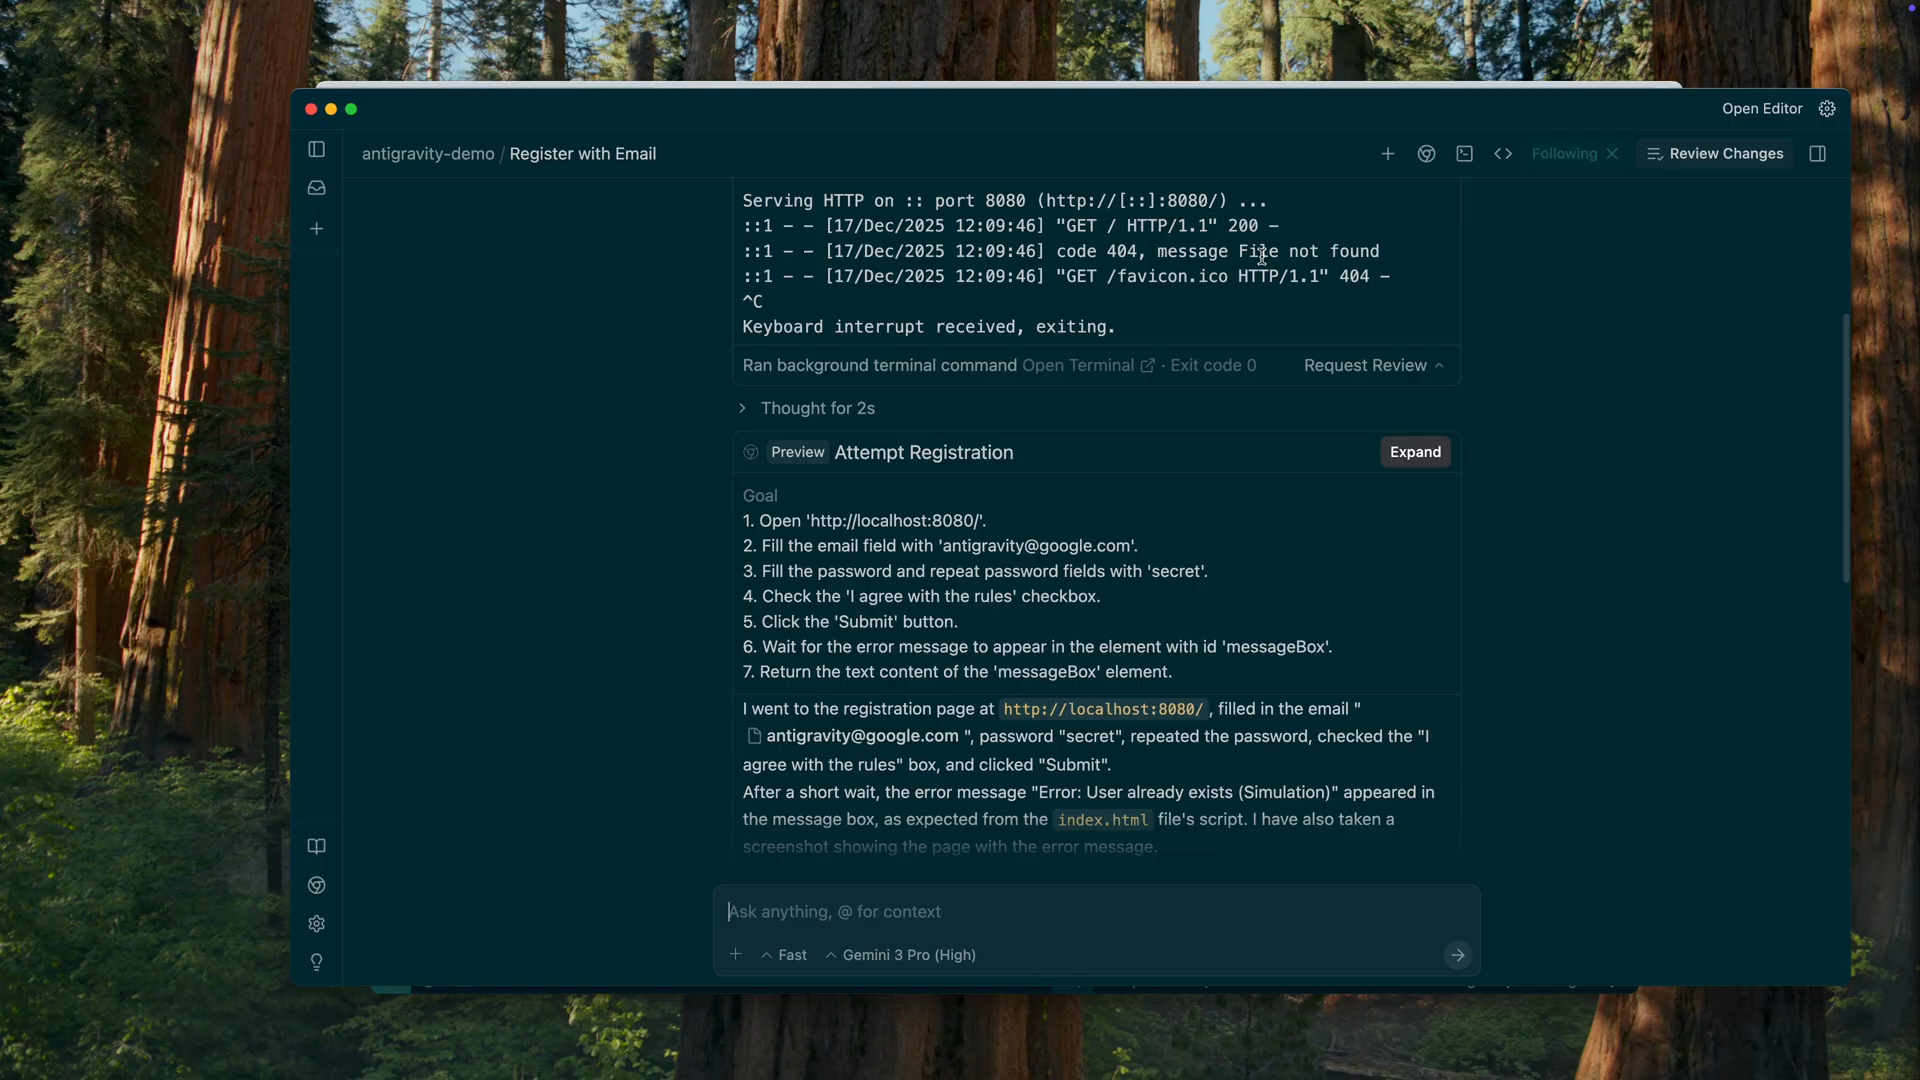 Open Editor
antigravity-demo / Register with Email
Following
Review Changes
Serving HTTP on :: port 8080 (http://[::]:8080/) ...
::1 - - [17/Dec/2025 12:09:46] "GET / HTTP/1.1" 200 -
::1 - - [17/Dec/2025 12:09:46] code 404, message File not found
::1 - - [17/Dec/2025 12:09:46] "GET /favicon.ico HTTP/1.1" 404 -
^C
Keyboard interrupt received, exiting.
Ran background terminal command Open Terminal · Exit code 0
Request Review
Thought for 2s
Preview Attempt Registration
Expand
Goal
1. Open 'http://localhost:8080/'.
2. Fill the email field with 'antigravity@google.com'.
3. Fill the password and repeat password fields with 'secret'.
4. Check the 'I agree with the rules' checkbox.
5. Click the 'Submit' button.
6. Wait for the error message to appear in the element with id 'messageBox'.
7. Return the text content of the 'messageBox' element.
I went to the registration page at http://localhost:8080/, filled in the email "
antigravity@google.com ", password "secret", repeated the password, checked the "I
agree with the rules" box, and clicked "Submit".
After a short wait, the error message "Error: User already exists (Simulation)" appeared in
the message box, as expected from the index.html file's script. I have also taken a
screenshot showing the page with the error message.
Ask anything, @ for context
Fast
Gemini 3 Pro (High)